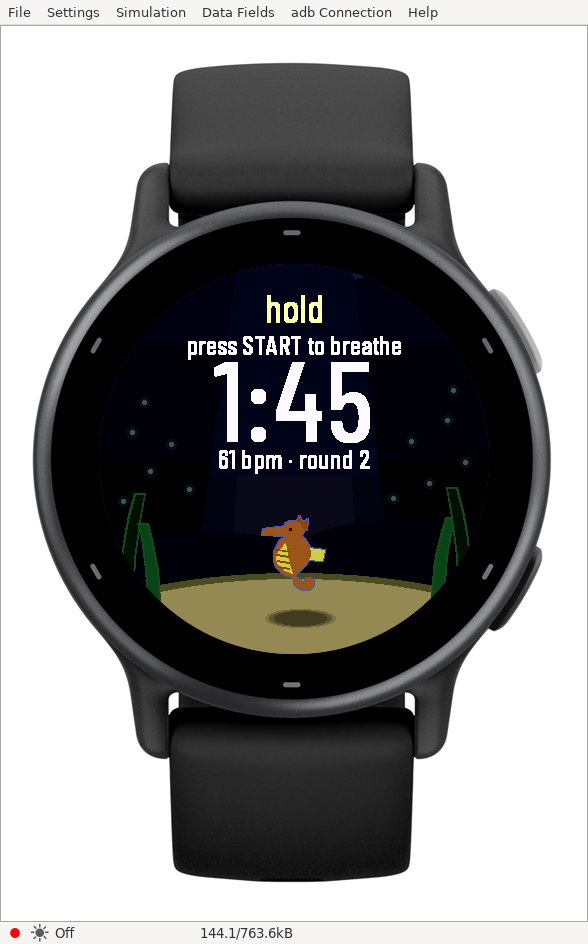 File Settings Simulation Data Fields adb Connection Help
hold
press START to breathe
1:45
61 bpm · round 2
Off 144.1/763.6kB